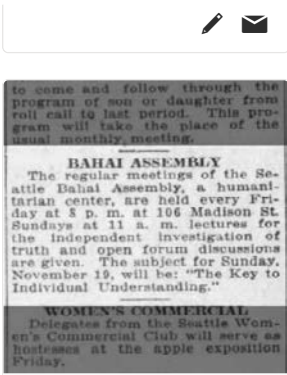 to come and follow through the
program of son or daughter from
roll call to last period. This pro-
gram will take the place of the
usual monthly meeting.
BAHAI ASSEMBLY
The regular meetings of the Se-
attle Bahai Assembly, a humani-
tarian center, are held every Fri-
day at 8 p. m. at 106 Madison St.
Sundays at 11 a. m. lectures for
the independent investigation of
truth and open forum discussions
are given. The subject for Sunday,
November 19, will be: "The Key to
Individual Understanding."
WOMEN'S COMMERCIAL
Delegates from the Seattle Wom-
en's Commercial Club will serve as
hostesses at the apple exposition
Friday.